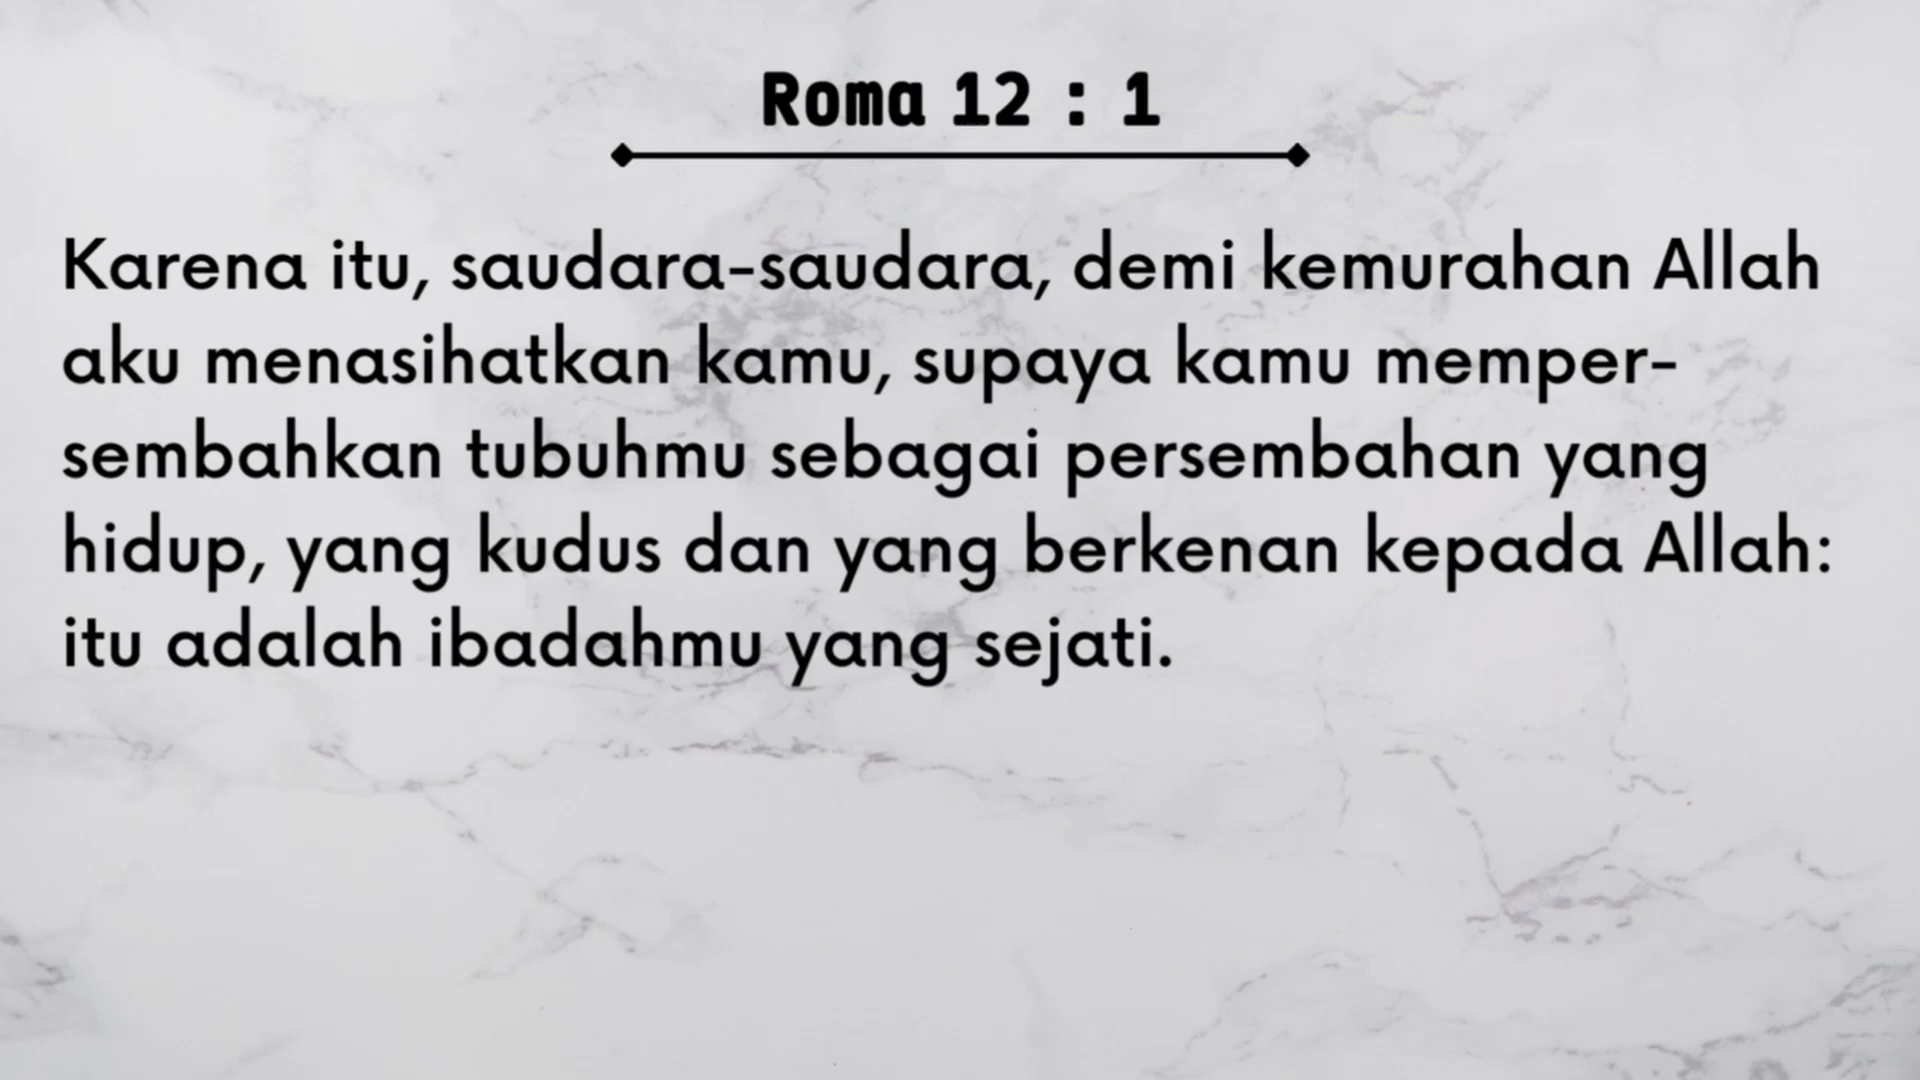 Roma 12 : 1
Karena itu, saudara-saudara, demi kemurahan Allah
aku menasihatkan kamu, supaya kamu memper-
sembahkan tubuhmu sebagai persembahan yang
hidup, yang kudus dan yang berkenan kepada Allah:
itu adalah ibadahmu yang sejati.